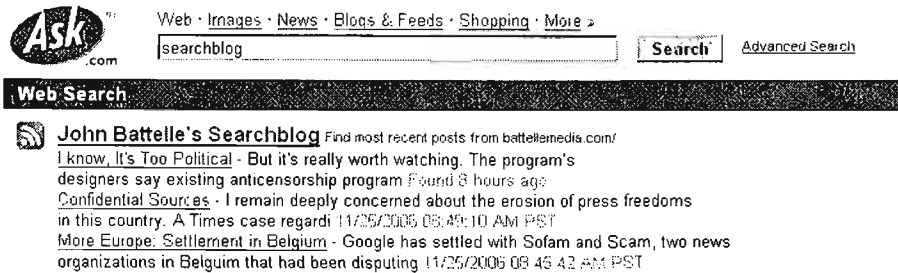 Ask .com
Web · Images · News · Blogs & Feeds · Shopping · More »
searchblog Search Advanced Search
Web Search
John Battelle's Searchblog Find most recent posts from battellemedia.com/
I know, It's Too Political - But it's really worth watching. The program's
designers say existing anticensorship program Found 8 hours ago
Confidential Sources - I remain deeply concerned about the erosion of press freedoms
in this country. A Times case regardi 11/25/2006 08:49:10 AM PST
More Europe: Settlement in Belgium - Google has settled with Sofam and Scam, two news
organizations in Belguim that had been disputing 11/25/2006 08:45:42 AM PST